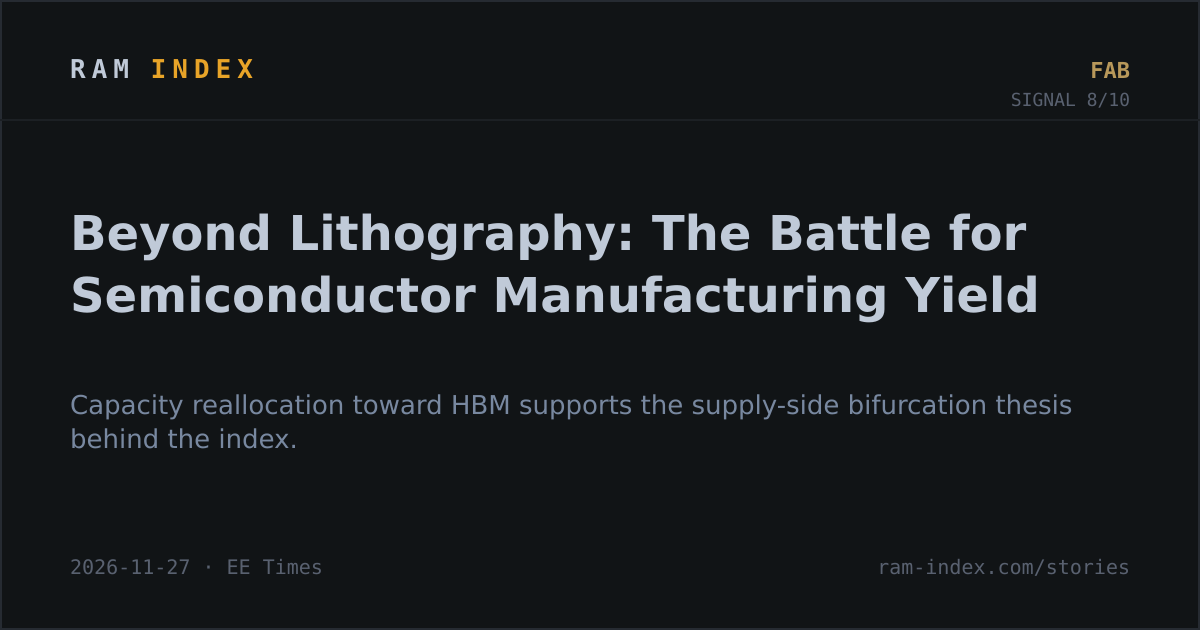 RAM INDEX
FAB
SIGNAL 8/10
Beyond Lithography: The Battle for
Semiconductor Manufacturing Yield
Capacity reallocation toward HBM supports the supply-side bifurcation thesis
behind the index.
2026-11-27 · EE Times
ram-index.com/stories